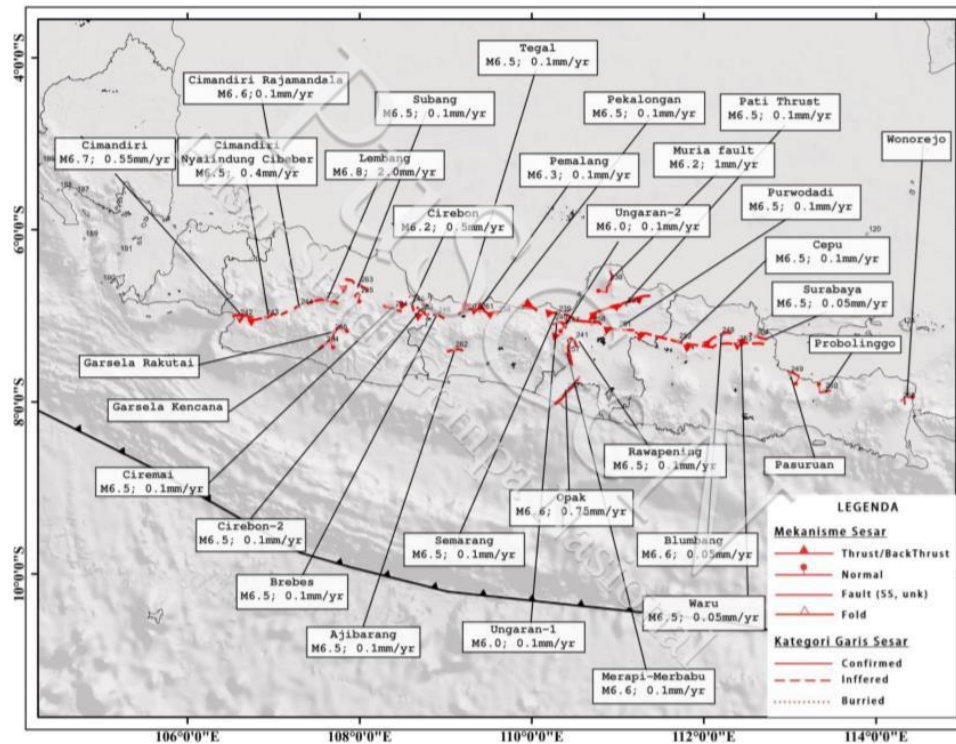 Tegal
M6.5; 0.1mm/yr
Cimandiri Rajamandala
M6.6;0.1mm/yr
Subang
M6.5; 0.1mm/yr
Pekalongan
M6.5; 0.1mm/yr
Pati Thrust
M6.5; 0.1mm/yr
Wonorejo
Cimandiri
M6.7; 0.55mm/yr
Cimandiri
Nyalindung Cibeber
M6.5; 0.4mm/yr
Lembang
M6.8; 2.0mm/yr
Pemalang
M6.3; 0.1mm/yr
Muria fault
M6.2; 1mm/yr
Purwodadi
M6.5; 0.1mm/yr
Cirebon
M6.2; 0.5mm/yr
Ungaran-2
M6.0; 0.1mm/yr
Cepu
M6.5; 0.1mm/yr
Surabaya
M6.5; 0.05mm/yr
Probolinggo
Garsela Rakutai
Garsela Kencana
Ciremai
M6.5; 0.1mm/yr
Rawapening
M6.5; 0.1mm/yr
Pasuruan
Cirebon-2
M6.5; 0.1mm/yr
Semarang
M6.5; 0.1mm/yr
Opak
M6.6; 0.75mm/yr
Blumbang
M6.6; 0.05mm/yr
Brebes
M6.5; 0.1mm/yr
Ajibarang
M6.5; 0.1mm/yr
Ungaran-1
M6.0; 0.1mm/yr
Waru
M6.5; 0.05mm/yr
Merapi-Merbabu
M6.6; 0.1mm/yr
LEGENDA
Mekanisme Sesar
Thrust/BackThrust
Normal
Fault (SS, unk)
Fold
Kategori Garis Sesar
Confirmed
Inffered
Burried
4°0'0"S
6°0'0"S
8°0'0"S
10°0'0"S
106°0'0"E
108°0'0"E
110°0'0"E
112°0'0"E
114°0'0"E